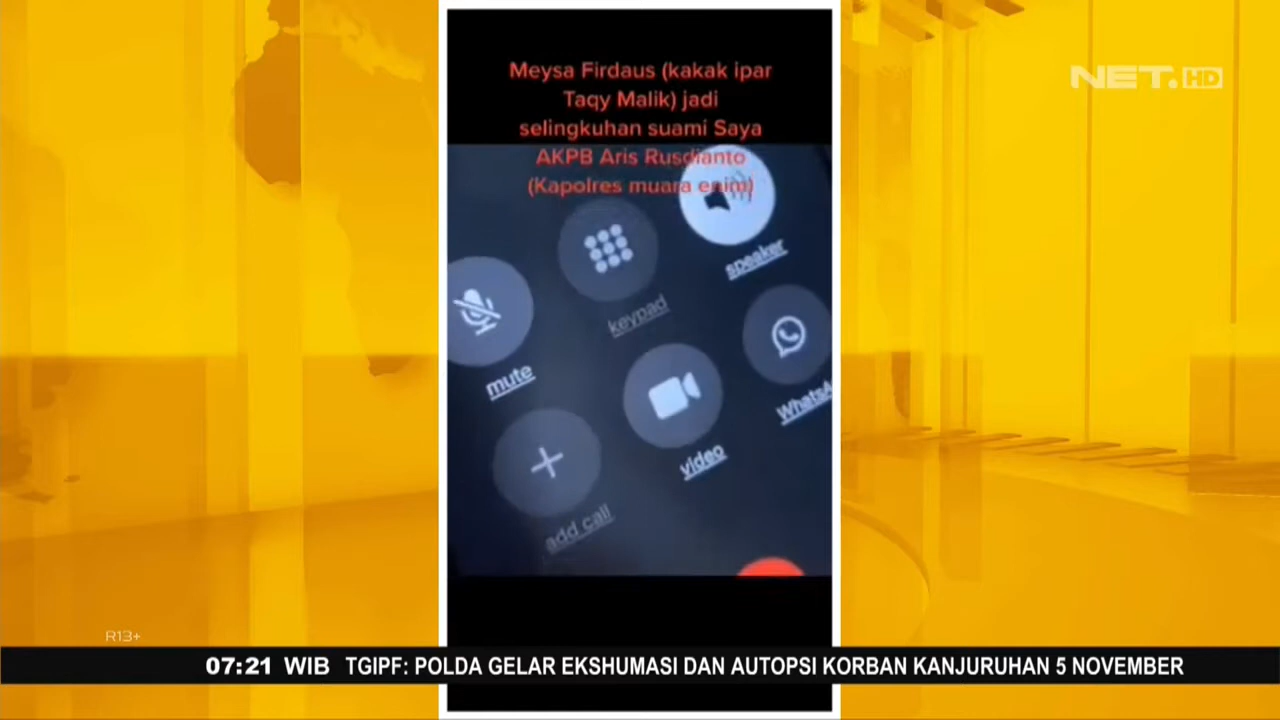 Meysa Firdaus (kakak ipar
Taqy Malik) jadi
selingkuhan suami Saya
AKPB Aris Rusdianto
(Kapolres muara enim)
NET. HD
speaker
keypad
mute
WhatsA
video
add call
R13+
07:21 WIB TGIPF: POLDA GELAR EKSHUMASI DAN AUTOPSI KORBAN KANJURUHAN 5 NOVEMBER